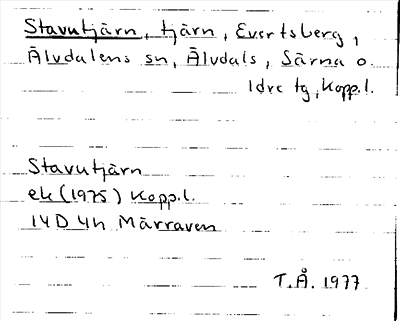 Stavutjärn, tjärn, Evertsberg,
Älvdalens sn, Älvdals, Särna o.
Idre tg, Kopp.l.
Stavutjärn
ek (1975) Kopp.l.
14D 4h Märraven
T.Å. 1977